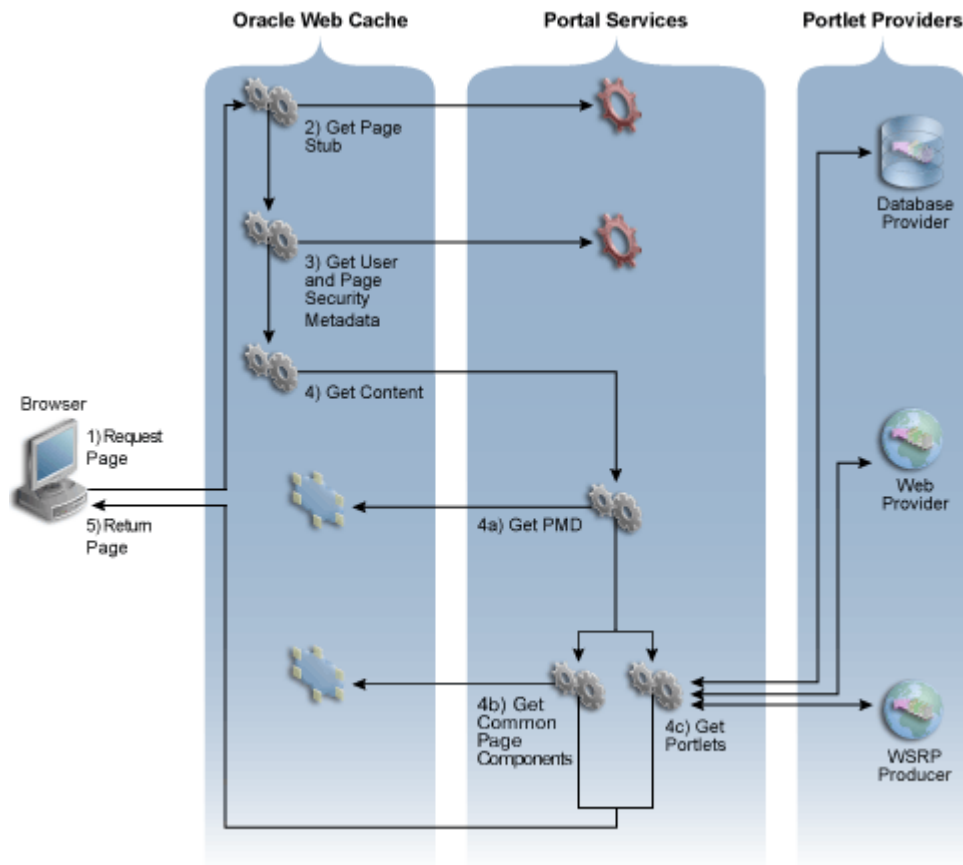 Oracle Web Cache
Portal Services
Portlet Providers
2) Get Page
Stub
Database
Provider
3) Get User
and Page
Security
Metadata
4) Get Content
Browser
1) Request
Page
Web
Provider
5) Return
Page
4a) Get PMD
4b) Get
Common
Page
Components
4c) Get
Portlets
WSRP
Producer